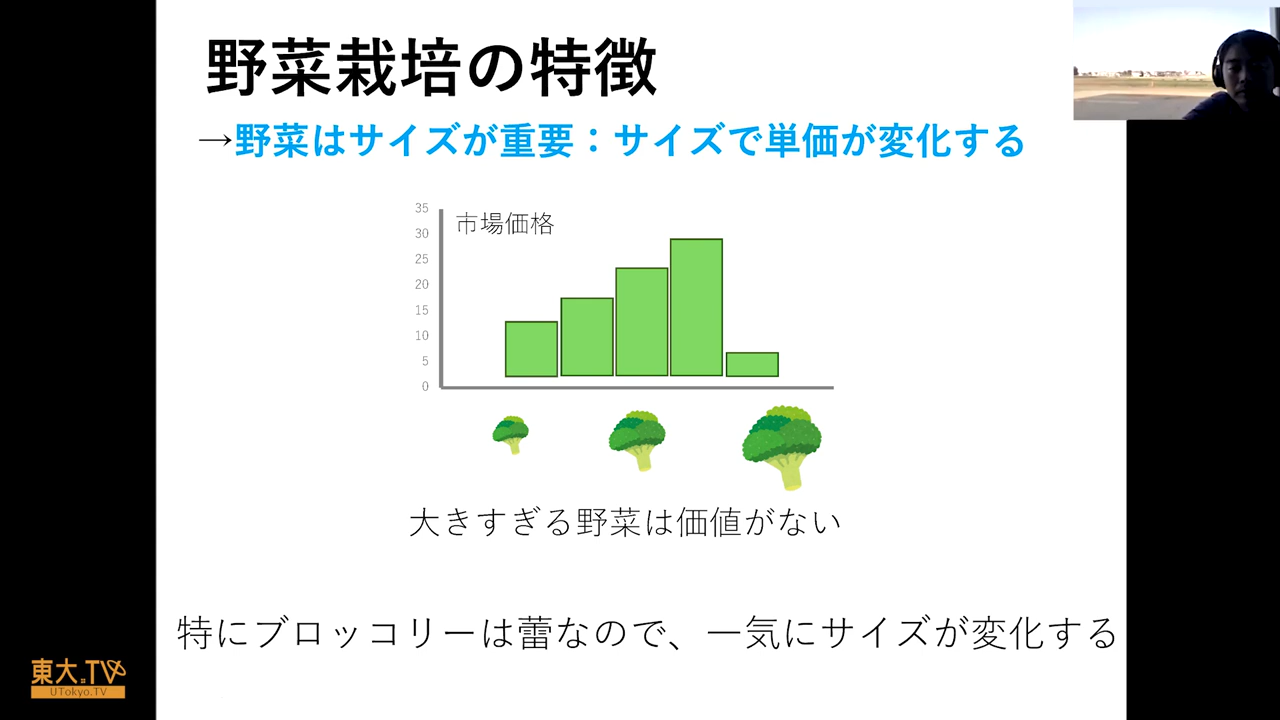 野菜栽培の特徴
→野菜はサイズが重要：サイズで単価が変化する
市場価格
35
30
25
20
15
10
5
0
大きすぎる野菜は価値がない
特にブロッコリーは蕾なので、一気にサイズが変化する
東大.TV
UTokyo.TV